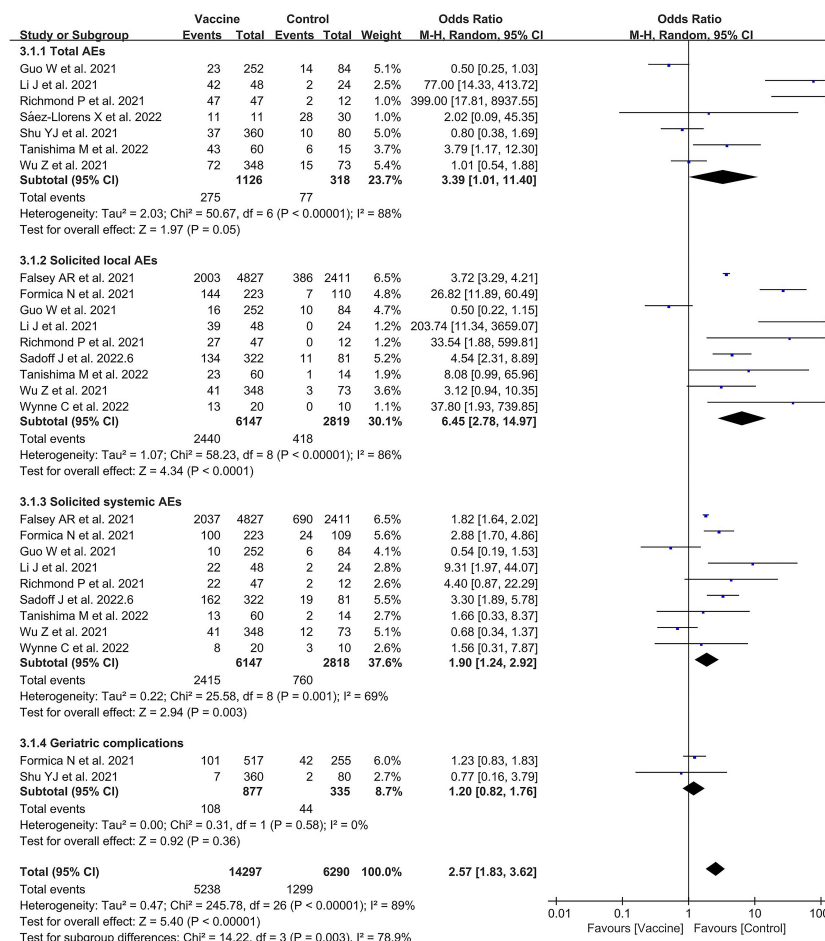 Vaccine Control Odds Ratio Odds Ratio
Study or Subgroup Events Total Events Total Weight M-H, Random, 95% CI M-H, Random, 95% CI
3.1.1 Total AEs
Guo W et al. 2021 23 252 14 84 5.1% 0.50 [0.25, 1.03]
Li J et al. 2021 42 48 2 24 2.5% 77.00 [14.33, 413.72]
Richmond P et al. 2021 47 47 2 12 1.0% 399.00 [17.81, 8937.55]
Sáez-Llorens X et al. 2022 11 11 28 30 1.0% 2.02 [0.09, 45.35]
Shu YJ et al. 2021 37 360 10 80 5.0% 0.80 [0.38, 1.69]
Tanishima M et al. 2022 43 60 6 15 3.7% 3.79 [1.17, 12.30]
Wu Z et al. 2021 72 348 15 73 5.4% 1.01 [0.54, 1.88]
Subtotal (95% CI) 1126 318 23.7% 3.39 [1.01, 11.40]
Total events 275 77
Heterogeneity: Tau² = 2.03; Chi² = 50.67, df = 6 (P < 0.00001); I² = 88%
Test for overall effect: Z = 1.97 (P = 0.05)
3.1.2 Solicited local AEs
Falsey AR et al. 2021 2003 4827 386 2411 6.5% 3.72 [3.29, 4.21]
Formica N et al. 2021 144 223 7 110 4.8% 26.82 [11.89, 60.49]
Guo W et al. 2021 16 252 10 84 4.7% 0.50 [0.22, 1.15]
Li J et al. 2021 39 48 0 24 1.2% 203.74 [11.34, 3659.07]
Richmond P et al. 2021 27 47 0 12 1.2% 33.54 [1.88, 599.81]
Sadoff J et al. 2022.6 134 322 11 81 5.2% 4.54 [2.31, 8.89]
Tanishima M et al. 2022 23 60 1 14 1.9% 8.08 [0.99, 65.96]
Wu Z et al. 2021 41 348 3 73 3.6% 3.12 [0.94, 10.35]
Wynne C et al. 2022 13 20 0 10 1.1% 37.80 [1.93, 739.85]
Subtotal (95% CI) 6147 2819 30.1% 6.45 [2.78, 14.97]
Total events 2440 418
Heterogeneity: Tau² = 1.07; Chi² = 58.23, df = 8 (P < 0.00001); I² = 86%
Test for overall effect: Z = 4.34 (P < 0.0001)
3.1.3 Solicited systemic AEs
Falsey AR et al. 2021 2037 4827 690 2411 6.5% 1.82 [1.64, 2.02]
Formica N et al. 2021 100 223 24 109 5.6% 2.88 [1.70, 4.86]
Guo W et al. 2021 10 252 6 84 4.0% 0.54 [0.19, 1.53]
Li J et al. 2021 22 48 2 24 2.8% 9.31 [1.97, 44.07]
Richmond P et al. 2021 22 47 2 12 2.6% 4.40 [0.87, 22.29]
Sadoff J et al. 2022.6 162 322 19 81 5.5% 3.30 [1.89, 5.78]
Tanishima M et al. 2022 13 60 2 14 2.7% 1.66 [0.33, 8.37]
Wu Z et al. 2021 41 348 12 73 5.2% 0.68 [0.34, 1.37]
Wynne C et al. 2022 8 20 3 10 2.6% 1.56 [0.31, 7.87]
Subtotal (95% CI) 6147 2818 37.6% 1.90 [1.24, 2.92]
Total events 2415 760
Heterogeneity: Tau² = 0.22; Chi² = 25.58, df = 8 (P = 0.001); I² = 69%
Test for overall effect: Z = 2.94 (P = 0.003)
3.1.4 Geriatric complications
Formica N et al. 2021 101 517 42 255 6.0% 1.23 [0.83, 1.83]
Shu YJ et al. 2021 7 360 2 80 2.7% 0.77 [0.16, 3.79]
Subtotal (95% CI) 877 335 8.7% 1.20 [0.82, 1.76]
Total events 108 44
Heterogeneity: Tau² = 0.00; Chi² = 0.31, df = 1 (P = 0.58); I² = 0%
Test for overall effect: Z = 0.92 (P = 0.36)
Total (95% CI) 14297 6290 100.0% 2.57 [1.83, 3.62]
Total events 5238 1299
Heterogeneity: Tau² = 0.47; Chi² = 245.78, df = 26 (P < 0.00001); I² = 89%
Test for overall effect: Z = 5.40 (P < 0.00001)
Test for subgroup differences: Chi² = 14.22, df = 3 (P = 0.003), I² = 78.9%
0.01 0.1 1 10 100
Favours [Vaccine] Favours [Control]